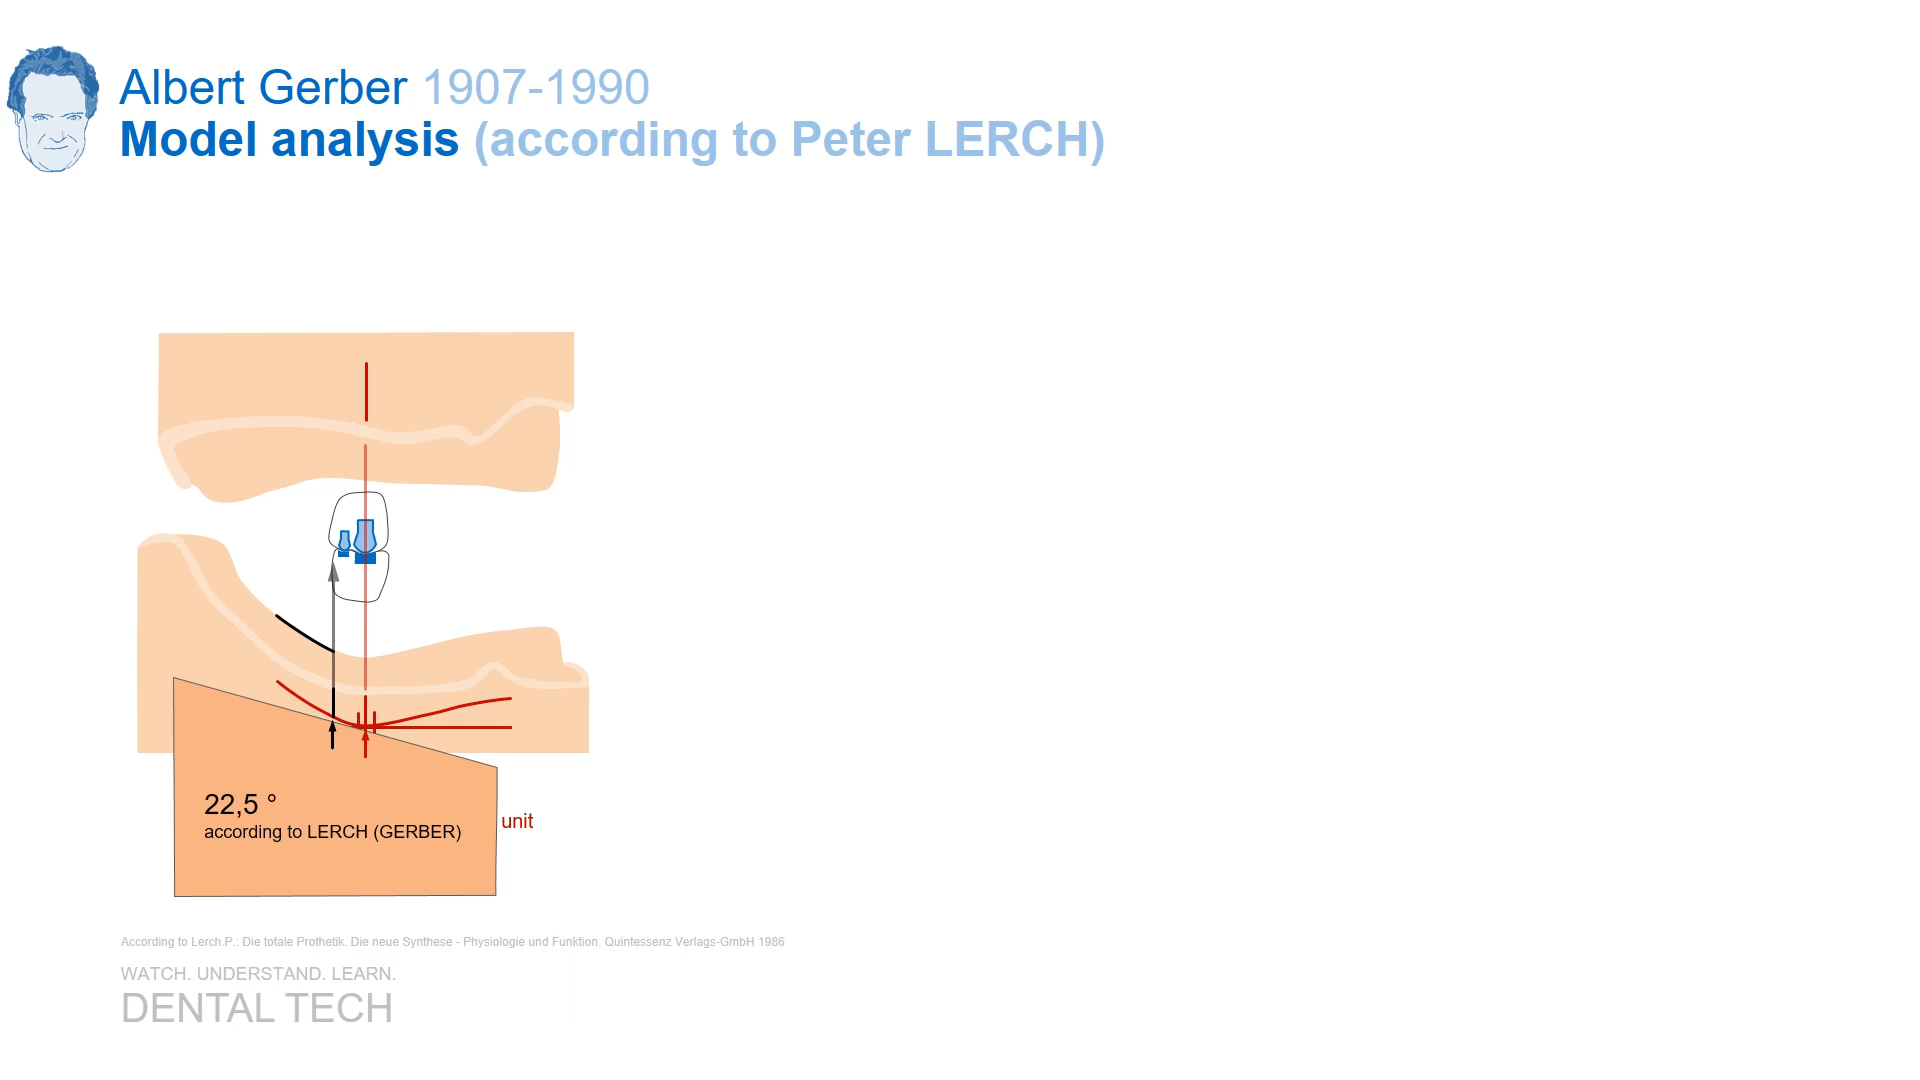 Albert Gerber 1907-1990
Model analysis (according to Peter LERCH)
22,5 °
according to LERCH (GERBER)
unit
According to Lerch.P.: Die totale Prothetik. Die neue Synthese - Physiologie und Funktion. Quintessenz Verlags-GmbH 1986
WATCH. UNDERSTAND. LEARN.
DENTAL TECH